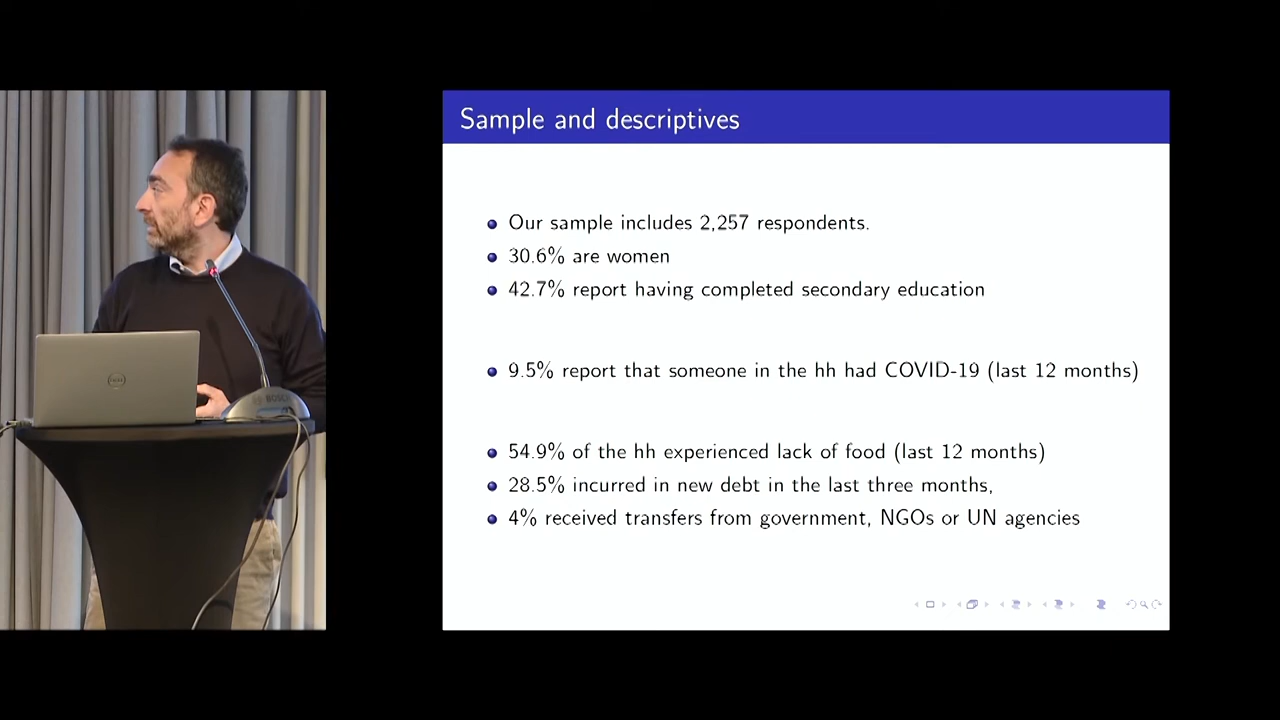 Sample and descriptives
Our sample includes 2,257 respondents.
30.6% are women
42.7% report having completed secondary education
9.5% report that someone in the hh had COVID-19 (last 12 months)
54.9% of the hh experienced lack of food (last 12 months)
28.5% incurred in new debt in the last three months,
4% received transfers from government, NGOs or UN agencies
DELL
BOSCH